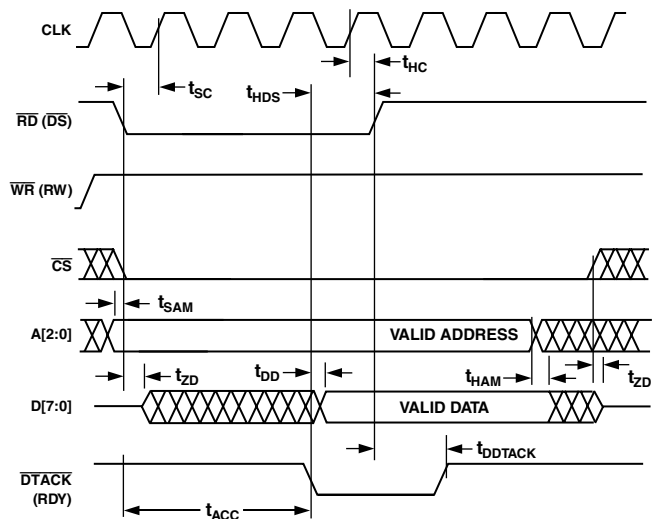 CLK
tHC
tSC
tHDS
RD (DS)
WR (RW)
CS
tSAM
A[2:0]
VALID ADDRESS
tZD
tDD
tHAM
tZD
D[7:0]
VALID DATA
tDDTACK
DTACK
(RDY)
tACC